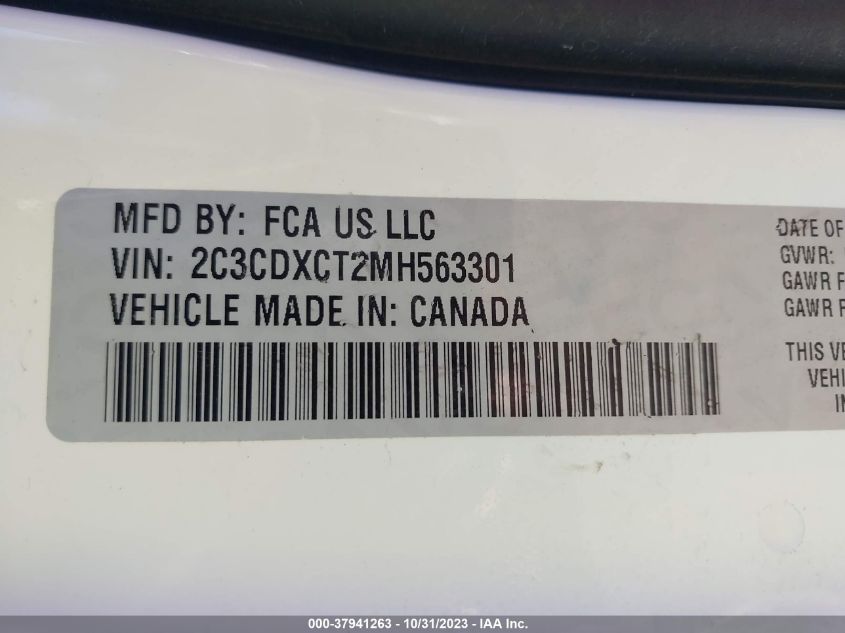 MFD BY: FCA US LLC
VIN: 2C3CDXCT2MH563301
VEHICLE MADE IN: CANADA
DATE OF
GVWR:
GAWR F
GAWR
THIS VE
VEHI
IN
000-37941263 - 10/31/2023 - IAA Inc.